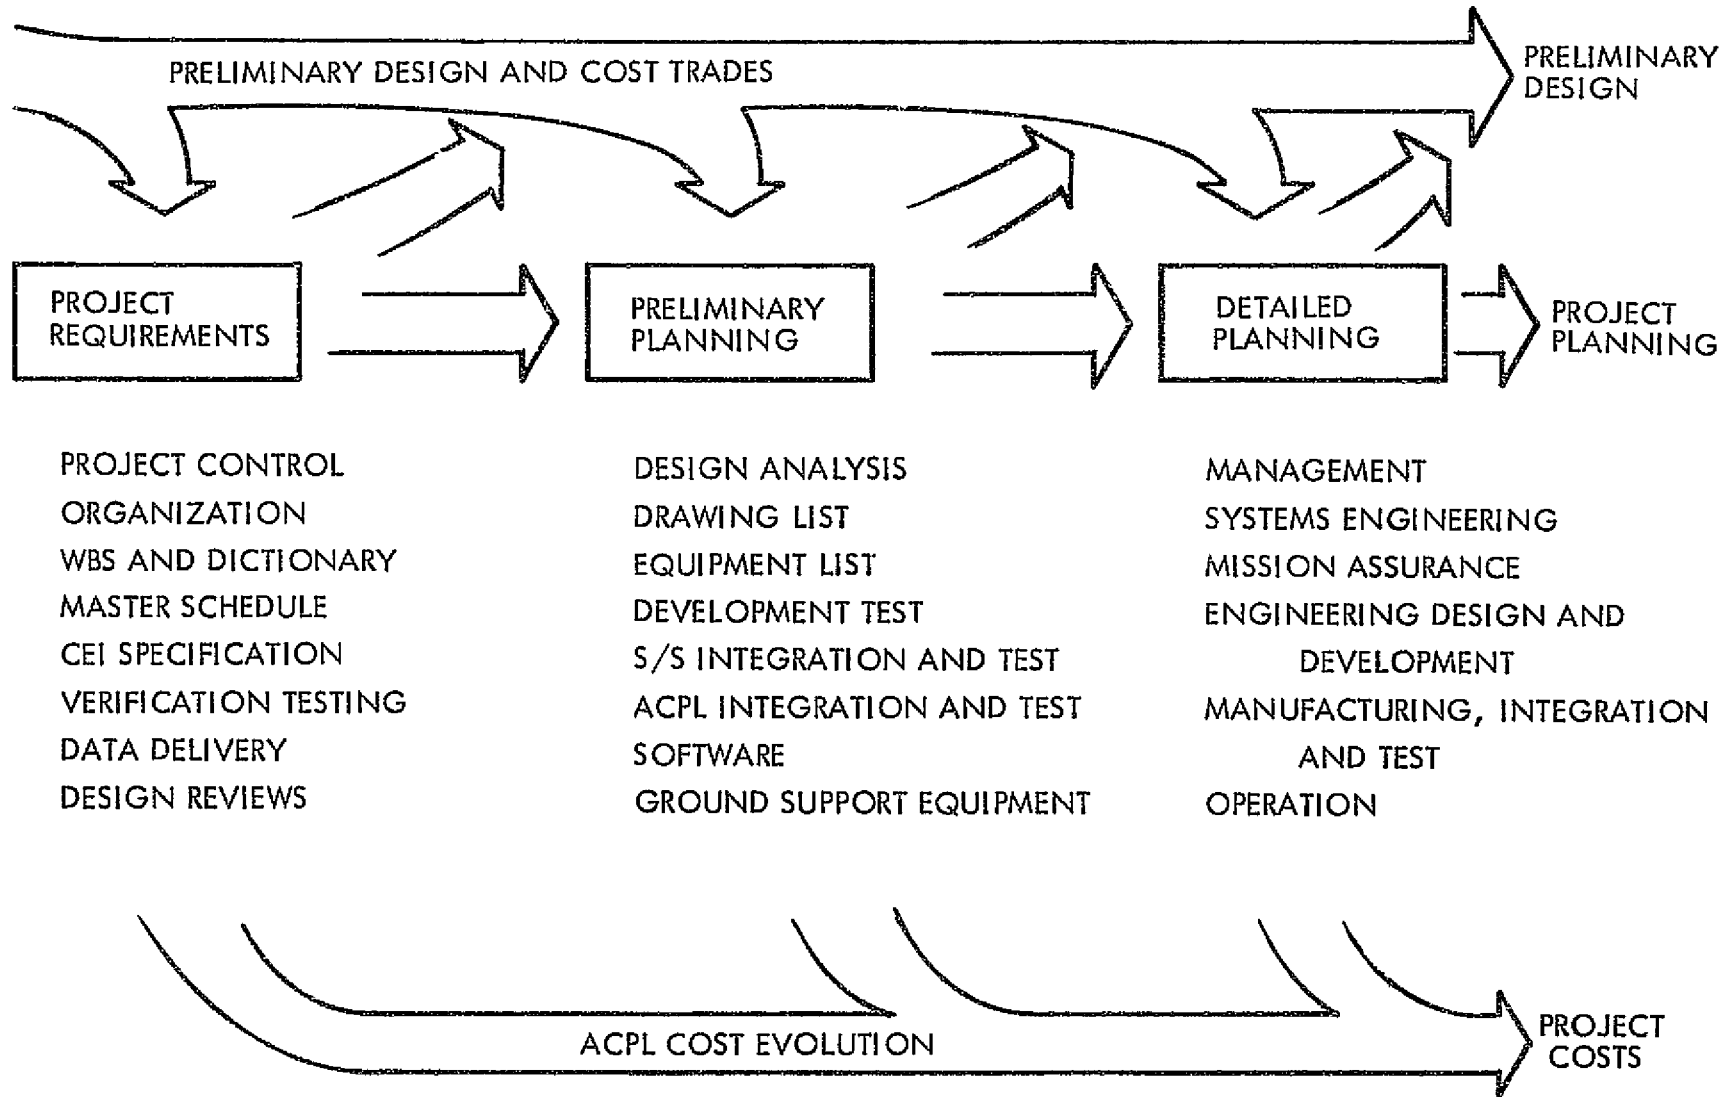 PRELIMINARY DESIGN AND COST TRADES
PRELIMINARY
DESIGN
PROJECT
REQUIREMENTS
PRELIMINARY
PLANNING
DETAILED
PLANNING
PROJECT
PLANNING
PROJECT CONTROL
ORGANIZATION
WBS AND DICTIONARY
MASTER SCHEDULE
CEI SPECIFICATION
VERIFICATION TESTING
DATA DELIVERY
DESIGN REVIEWS
DESIGN ANALYSIS
DRAWING LIST
EQUIPMENT LIST
DEVELOPMENT TEST
S/S INTEGRATION AND TEST
ACPL INTEGRATION AND TEST
SOFTWARE
GROUND SUPPORT EQUIPMENT
MANAGEMENT
SYSTEMS ENGINEERING
MISSION ASSURANCE
ENGINEERING DESIGN AND
DEVELOPMENT
MANUFACTURING, INTEGRATION
AND TEST
OPERATION
ACPL COST EVOLUTION
PROJECT
COSTS